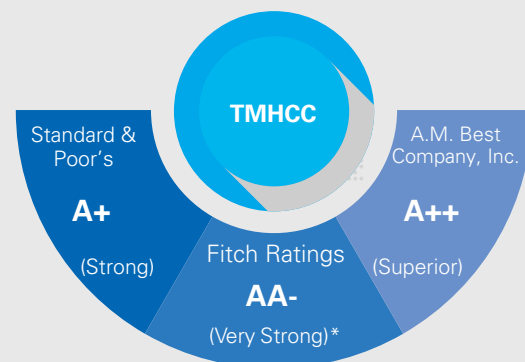 TMHCC
Standard &
Poor's
A+
(Strong)
Fitch Ratings
AA-
(Very Strong)*
A.M. Best
Company, Inc.
A++
(Superior)